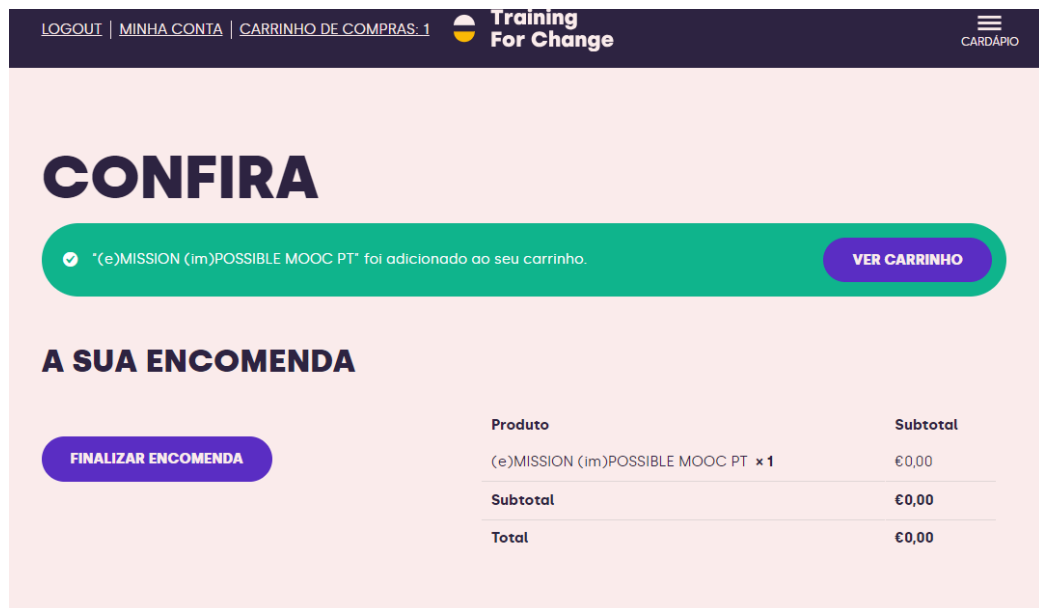 LOGOUT | MINHA CONTA | CARRINHO DE COMPRAS: 1
Training
For Change
CARDÁPIO
CONFIRA
"(e)MISSION (im)POSSIBLE MOOC PT" foi adicionado ao seu carrinho.
VER CARRINHO
A SUA ENCOMENDA
FINALIZAR ENCOMENDA
Produto Subtotal
(e)MISSION (im)POSSIBLE MOOC PT × 1 €0,00
Subtotal €0,00
Total €0,00